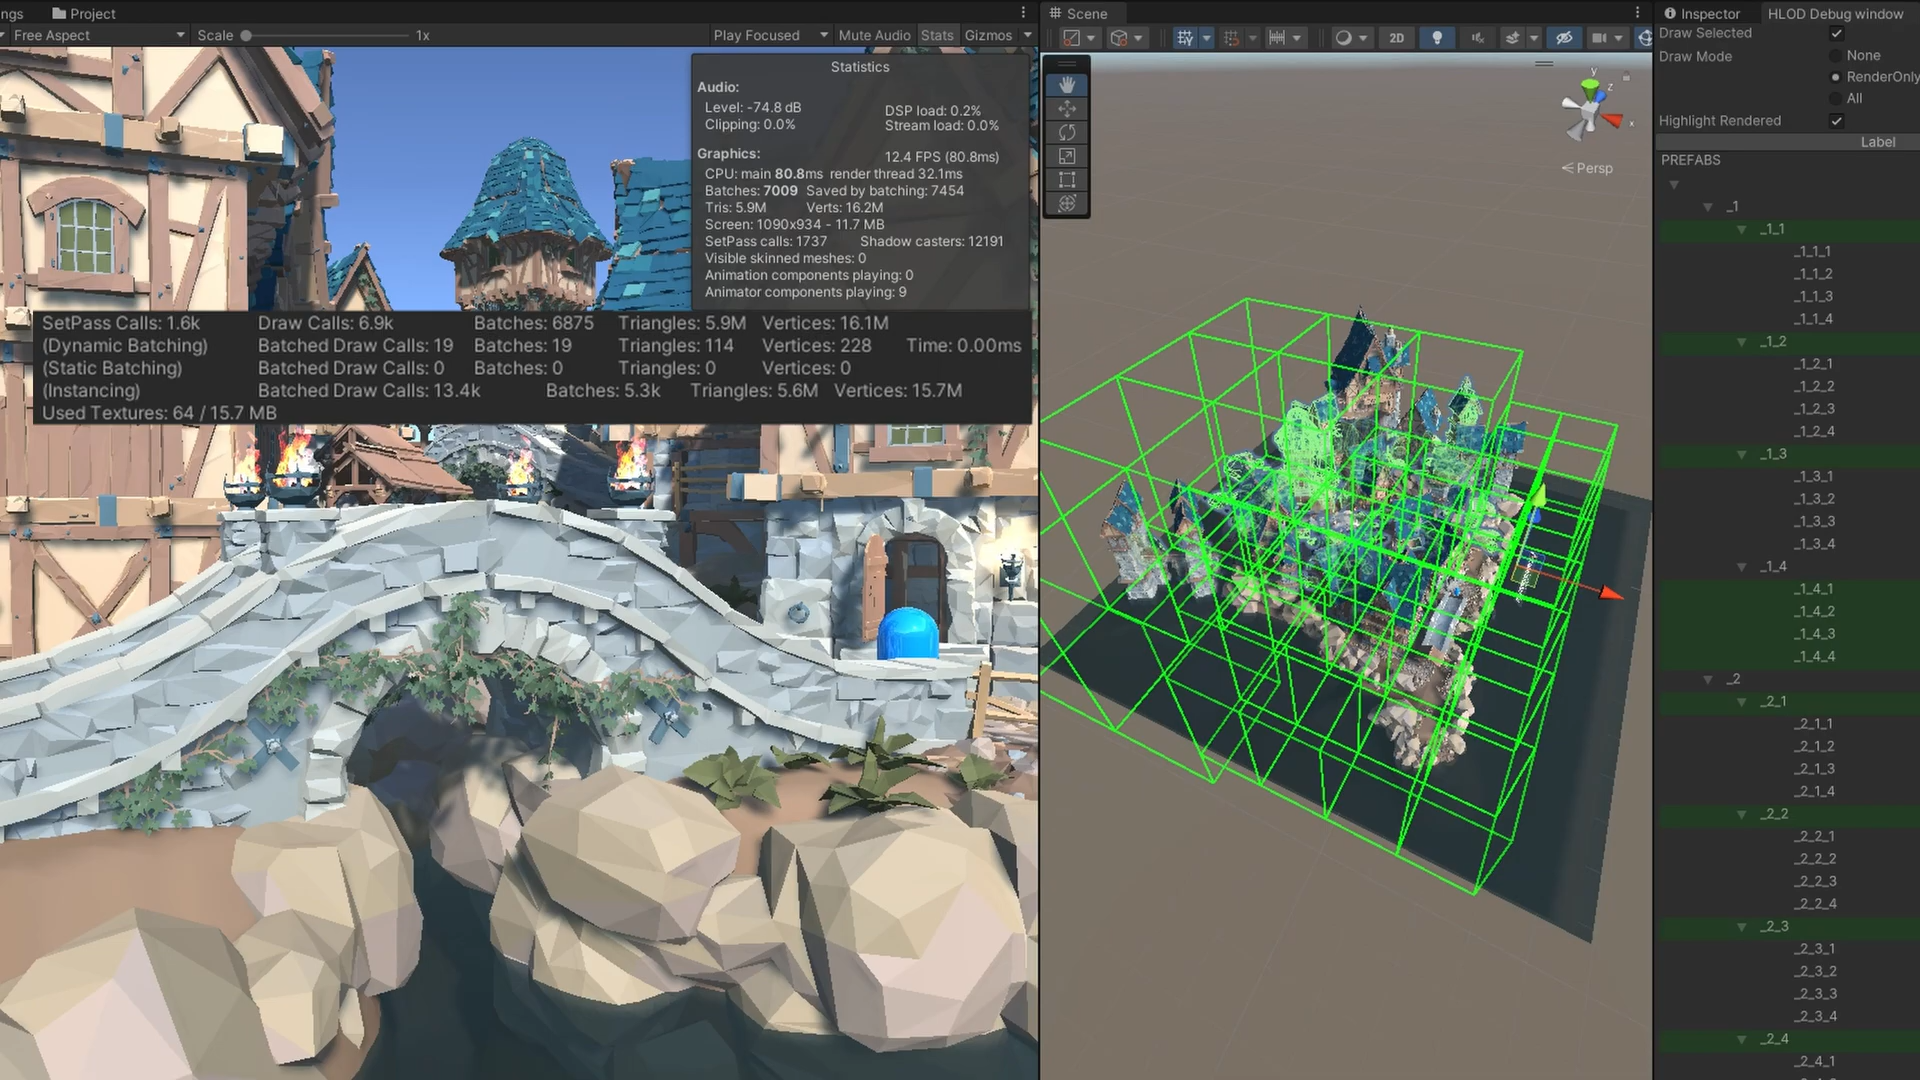 ngs Project
Free Aspect Scale 1x Play Focused Mute Audio Stats Gizmos
Statistics
Audio:
Level: -74.8 dB DSP load: 0.2%
Clipping: 0.0% Stream load: 0.0%
Graphics: 12.4 FPS (80.8ms)
CPU: main 80.8ms render thread 32.1ms
Batches: 7009 Saved by batching: 7454
Tris: 5.9M Verts: 16.2M
Screen: 1090x934 - 11.7 MB
SetPass calls: 1737 Shadow casters: 12191
Visible skinned meshes: 0
Animation components playing: 0
Animator components playing: 9
SetPass Calls: 1.6k Draw Calls: 6.9k Batches: 6875 Triangles: 5.9M Vertices: 16.1M
(Dynamic Batching) Batched Draw Calls: 19 Batches: 19 Triangles: 114 Vertices: 228 Time: 0.00ms
(Static Batching) Batched Draw Calls: 0 Batches: 0 Triangles: 0 Vertices: 0
(Instancing) Batched Draw Calls: 13.4k Batches: 5.3k Triangles: 5.6M Vertices: 15.7M
Used Textures: 64 / 15.7 MB
Scene
2D
y
z
x
Persp
Inspector HLOD Debug window
Draw Selected
Draw Mode None
RenderOnly
All
Highlight Rendered
Label
PREFABS
_1
_1_1
_1_1_1
_1_1_2
_1_1_3
_1_1_4
_1_2
_1_2_1
_1_2_2
_1_2_3
_1_2_4
_1_3
_1_3_1
_1_3_2
_1_3_3
_1_3_4
_1_4
_1_4_1
_1_4_2
_1_4_3
_1_4_4
_2
_2_1
_2_1_1
_2_1_2
_2_1_3
_2_1_4
_2_2
_2_2_1
_2_2_2
_2_2_3
_2_2_4
_2_3
_2_3_1
_2_3_2
_2_3_3
_2_3_4
_2_4
_2_4_1